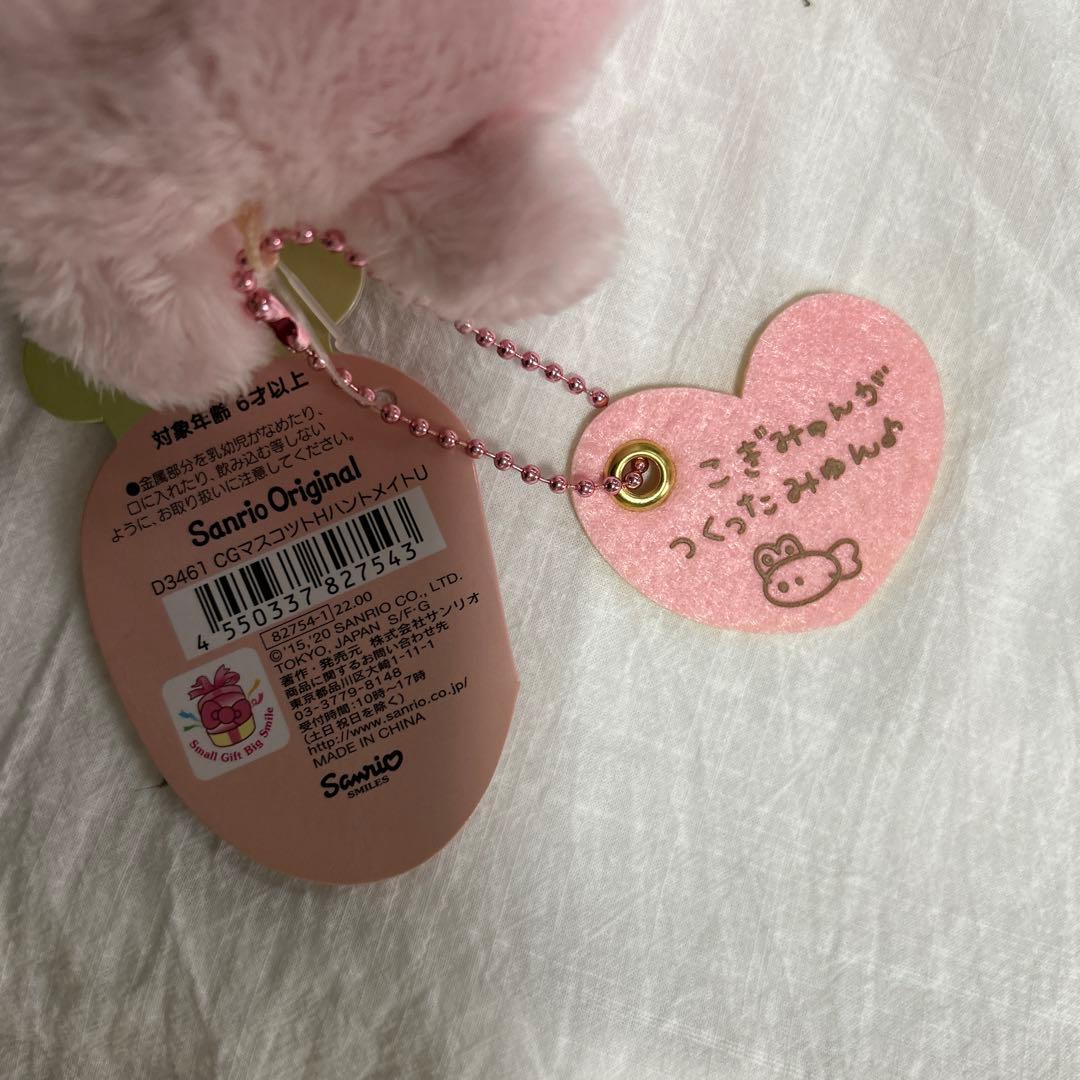 対象年齢 6才以上
●金属部分を乳幼児がなめたり、
口に入れたり、飲み込む等しない
ように、お取り扱いに注意してください。
Sanrio Original
D3461 CGマスコットHハントメイトU
4 550337 827543
82754-1 22.00
©'15,'20 SANRIO CO., LTD.
TOKYO, JAPAN S/F・G
著作・発売元 株式会社サンリオ
商品に関するお問い合わせ先
東京都品川区大崎1-11-1
03-3779-8148
受付時間:10時〜17時
(土日祝日を除く)
http://www.sanrio.co.jp/
MADE IN CHINA
Small Gift Big Smile
Sanrio
SMILES
こぎみゅんが
つくったみゅんよ